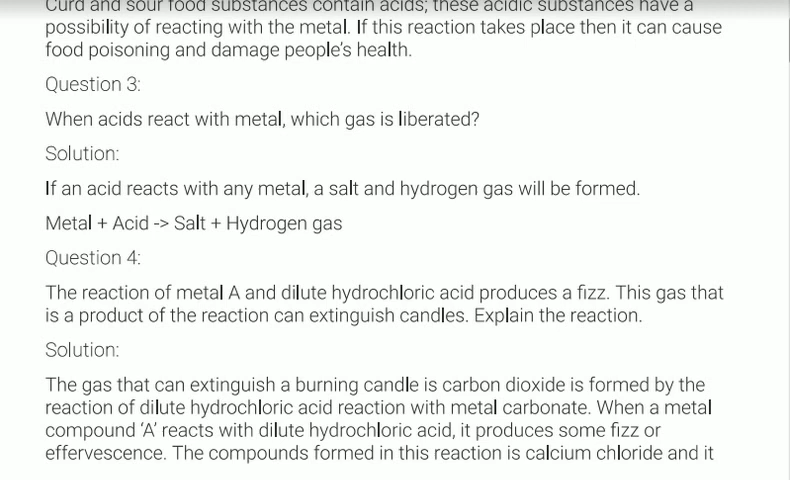 Curd and sour food substances contain acids; these acidic substances have a
possibility of reacting with the metal. If this reaction takes place then it can cause
food poisoning and damage people's health.
Question 3:
When acids react with metal, which gas is liberated?
Solution:
If an acid reacts with any metal, a salt and hydrogen gas will be formed.
Metal + Acid -> Salt + Hydrogen gas
Question 4:
The reaction of metal A and dilute hydrochloric acid produces a fizz. This gas that
is a product of the reaction can extinguish candles. Explain the reaction.
Solution:
The gas that can extinguish a burning candle is carbon dioxide is formed by the
reaction of dilute hydrochloric acid reaction with metal carbonate. When a metal
compound ‘A’ reacts with dilute hydrochloric acid, it produces some fizz or
effervescence. The compounds formed in this reaction is calcium chloride and it